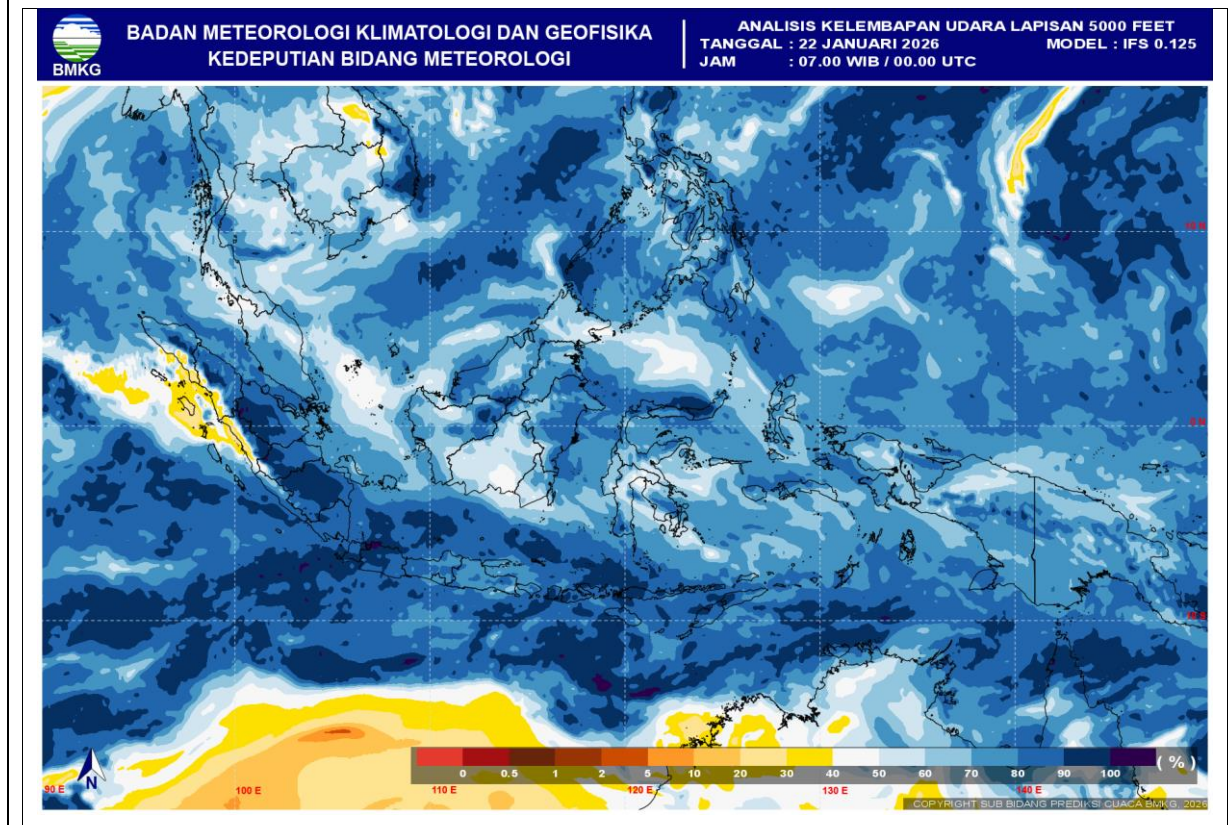 BMKG
BADAN METEOROLOGI KLIMATOLOGI DAN GEOFISIKA
KEDEPUTIAN BIDANG METEOROLOGI
ANALISIS KELEMBAPAN UDARA LAPISAN 5000 FEET
TANGGAL : 22 JANUARI 2026 MODEL : IFS 0.125
JAM : 07.00 WIB / 00.00 UTC
10 N
0 N
10 S
N
( % )
0 0.5 1 2 5 10 20 30 40 50 60 70 80 90 100
90 E 100 E 110 E 120 E 130 E 140 E
COPYRIGHT SUB BIDANG PREDIKSI CUACA BMKG, 2026